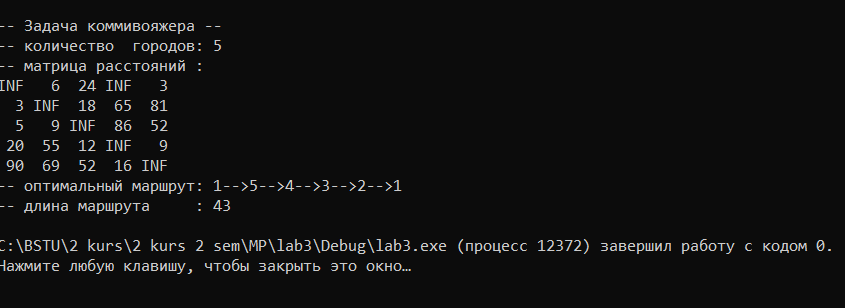 -- Задача коммивояжера --
-- количество  городов: 5
-- матрица расстояний :
INF   6  24 INF   3
  3 INF  18  65  81
  5   9 INF  86  52
 20  55  12 INF   9
 90  69  52  16 INF
-- оптимальный маршрут: 1-->5-->4-->3-->2-->1
-- длина маршрута     : 43
C:\BSTU\2 kurs\2 kurs 2 sem\MP\lab3\Debug\lab3.exe (процесс 12372) завершил работу с кодом 0.
Нажмите любую клавишу, чтобы закрыть это окно…